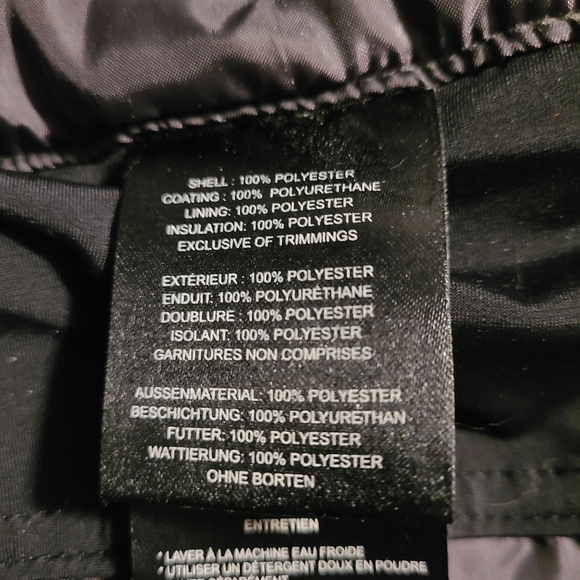 SHELL : 100% POLYESTER
COATING : 100% POLYURETHANE
LINING: 100% POLYESTER
INSULATION: 100% POLYESTER
EXCLUSIVE OF TRIMMINGS
EXTÉRIEUR : 100% POLYESTER
ENDUIT: 100% POLYURÉTHANE
DOUBLURE : 100% POLYESTER
ISOLANT: 100% POLYESTER
GARNITURES NON COMPRISES
AUSSENMATERIAL: 100% POLYESTER
BESCHICHTUNG: 100% POLYURETHAN
FUTTER: 100% POLYESTER
WATTIERUNG: 100% POLYESTER
OHNE BORTEN
ENTRETIEN
• LAVER À LA MACHINE EAU FROIDE
• UTILISER UN DÉTERGENT DOUX EN POUDRE